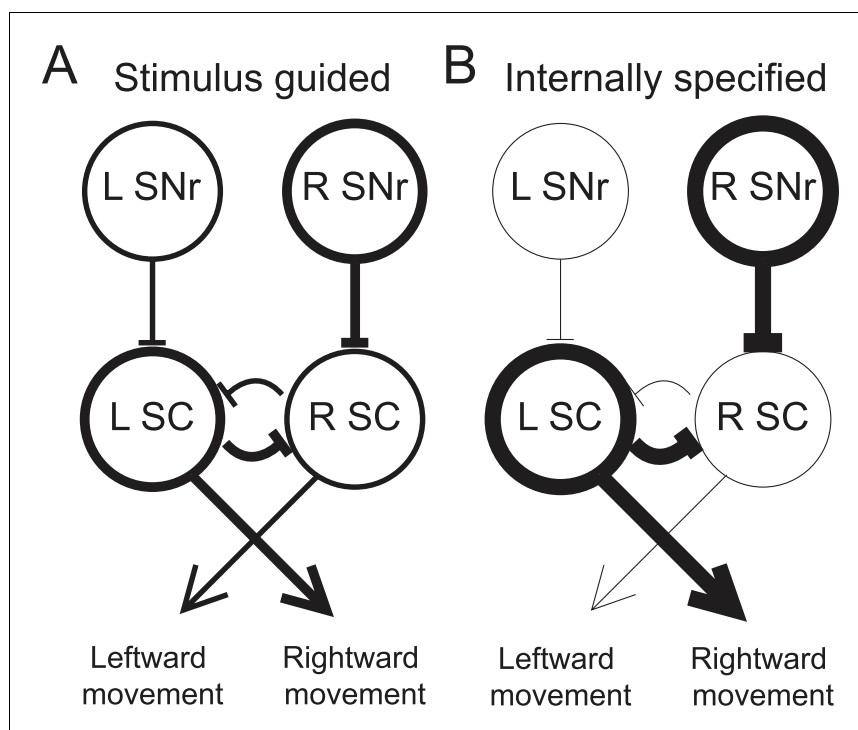 A Stimulus guided
L SNr
R SNr
L SC
R SC
Leftward
movement
Rightward
movement
B Internally specified
L SNr
R SNr
L SC
R SC
Leftward
movement
Rightward
movement